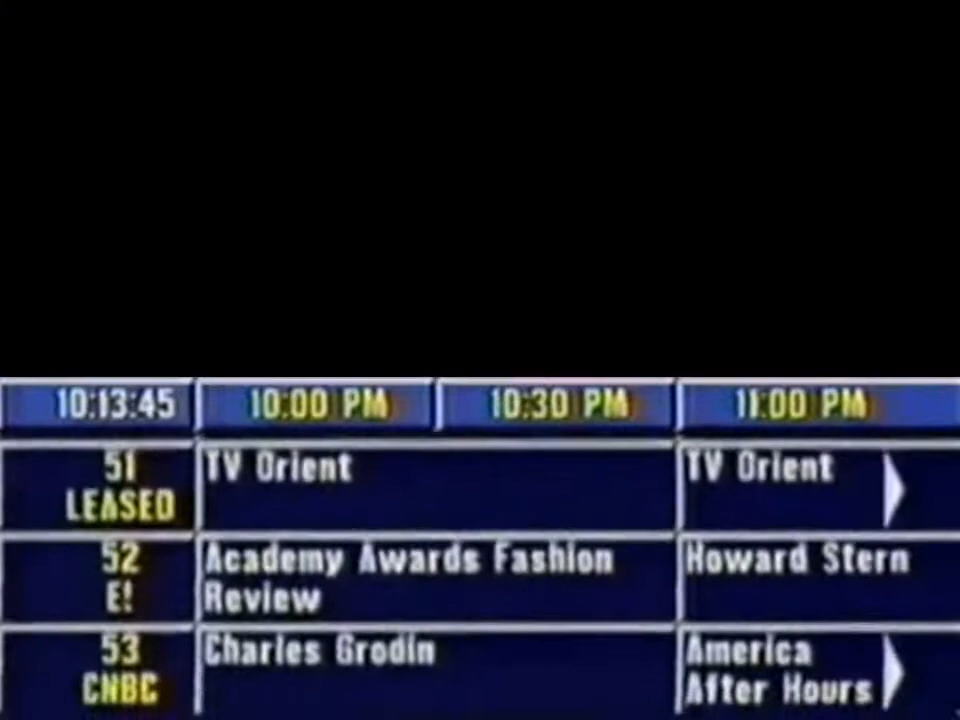 10:13:45 10:00 PM 10:30 PM 11:00 PM
51 TV Orient TV Orient
LEASED
52 Academy Awards Fashion Howard Stern
E! Review
53 Charles Grodin America
CNBC After Hours